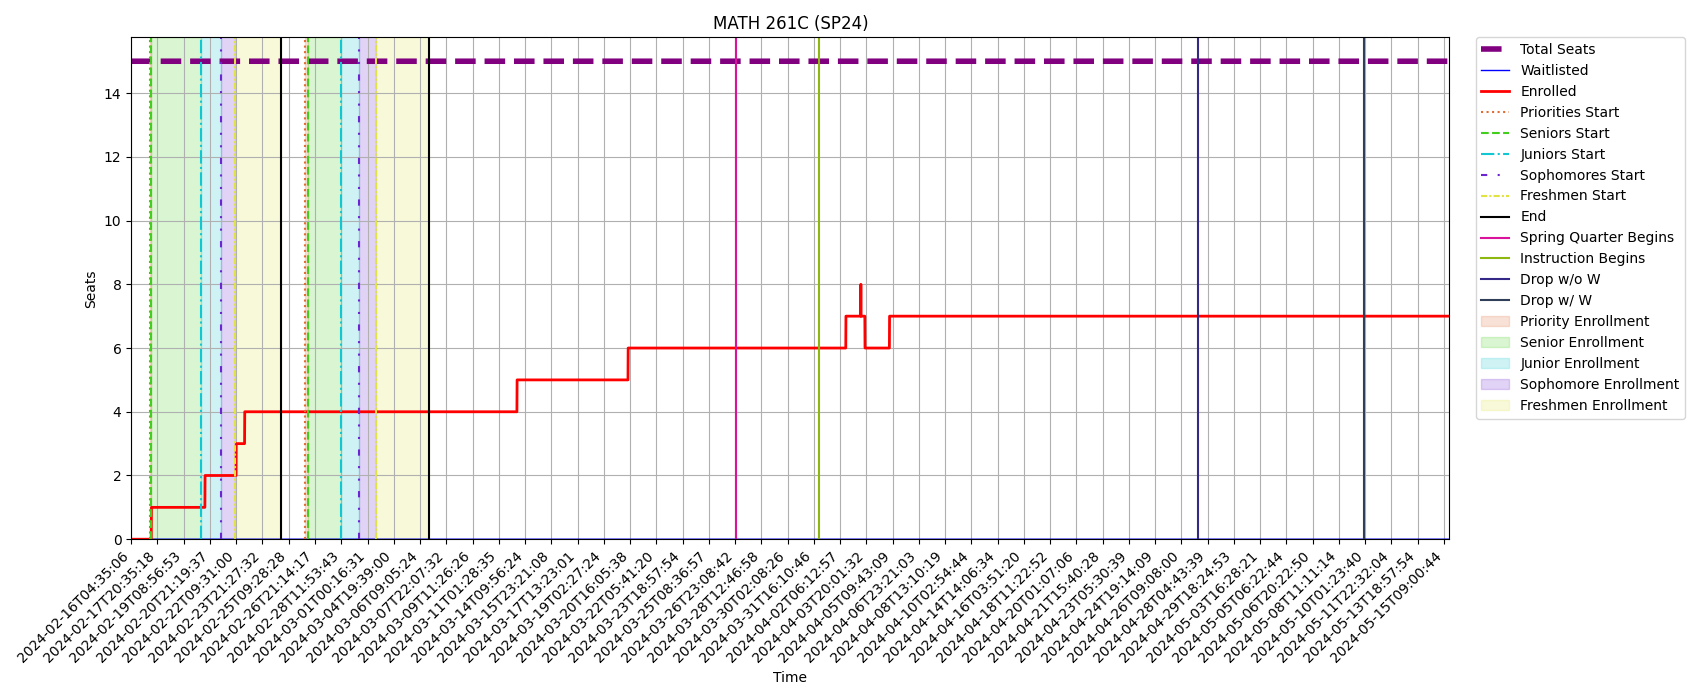 MATH 261C (SP24)
Seats
14
12
10
8
6
4
2
0
2024-02-16T04:35:06
2024-02-17T20:35:18
2024-02-19T08:56:53
2024-02-20T21:19:37
2024-02-22T09:31:00
2024-02-23T21:27:32
2024-02-25T09:28:28
2024-02-26T21:14:17
2024-02-28T11:53:43
2024-03-01T00:16:31
2024-03-04T19:39:00
2024-03-06T09:05:24
2024-03-07T22:07:32
2024-03-09T11:26:26
2024-03-11T01:28:35
2024-03-14T09:56:24
2024-03-15T23:21:08
2024-03-17T13:23:01
2024-03-19T02:27:24
2024-03-20T16:05:38
2024-03-22T05:41:20
2024-03-23T18:57:54
2024-03-25T08:36:57
2024-03-26T23:08:42
2024-03-28T12:46:58
2024-03-30T02:08:26
2024-03-31T16:10:46
2024-04-02T06:12:57
2024-04-03T20:01:32
2024-04-05T09:43:09
2024-04-06T23:21:03
2024-04-08T13:10:19
2024-04-10T02:54:44
2024-04-14T14:06:34
2024-04-16T03:51:20
2024-04-18T11:22:52
2024-04-20T01:07:06
2024-04-21T15:40:28
2024-04-23T05:30:39
2024-04-24T19:14:09
2024-04-26T09:08:00
2024-04-28T04:43:39
2024-04-29T18:24:53
2024-05-03T16:28:21
2024-05-05T06:22:44
2024-05-06T20:22:50
2024-05-08T11:11:14
2024-05-10T01:23:40
2024-05-11T22:32:04
2024-05-13T18:57:54
2024-05-15T09:00:44
Time
Total Seats
Waitlisted
Enrolled
Priorities Start
Seniors Start
Juniors Start
Sophomores Start
Freshmen Start
End
Spring Quarter Begins
Instruction Begins
Drop w/o W
Drop w/ W
Priority Enrollment
Senior Enrollment
Junior Enrollment
Sophomore Enrollment
Freshmen Enrollment